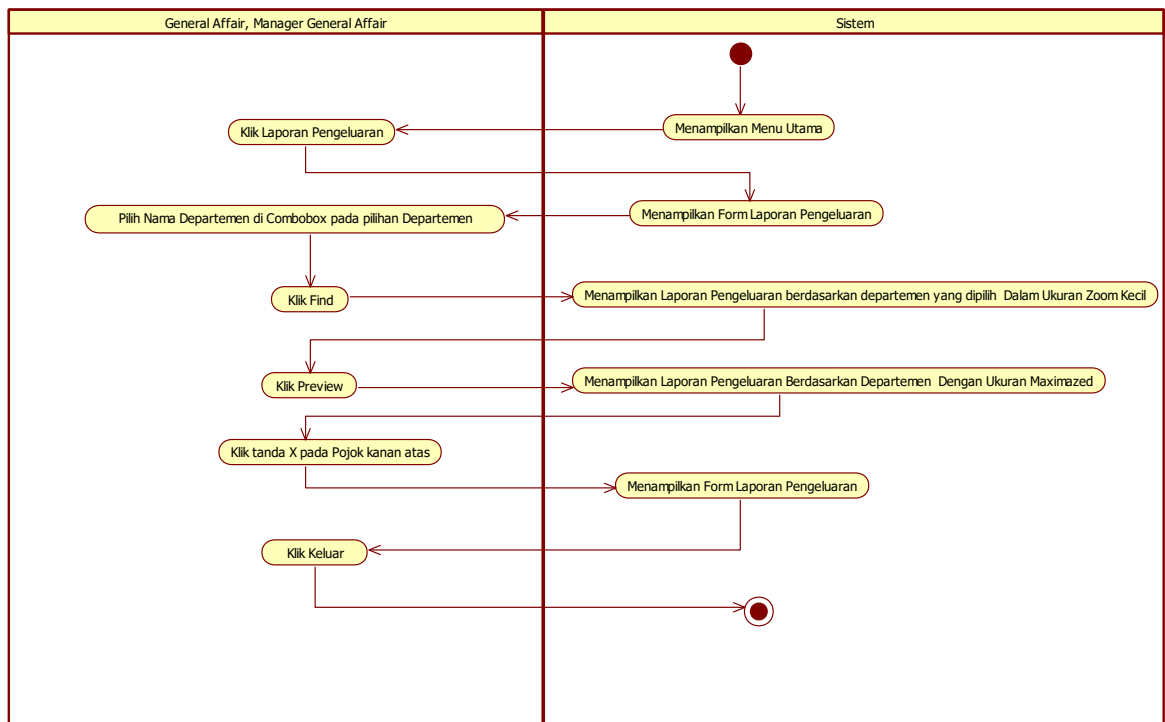 General Affair, Manager General Affair
Sistem
Menampilkan Menu Utama
Klik Laporan Pengeluaran
Menampilkan Form Laporan Pengeluaran
Pilih Nama Departemen di Combobox pada pilihan Departemen
Klik Find
Menampilkan Laporan Pengeluaran berdasarkan departemen yang dipilih Dalam Ukuran Zoom Kecil
Klik Preview
Menampilkan Laporan Pengeluaran Berdasarkan Departemen Dengan Ukuran Maximazed
Klik tanda X pada Pojok kanan atas
Menampilkan Form Laporan Pengeluaran
Klik Keluar